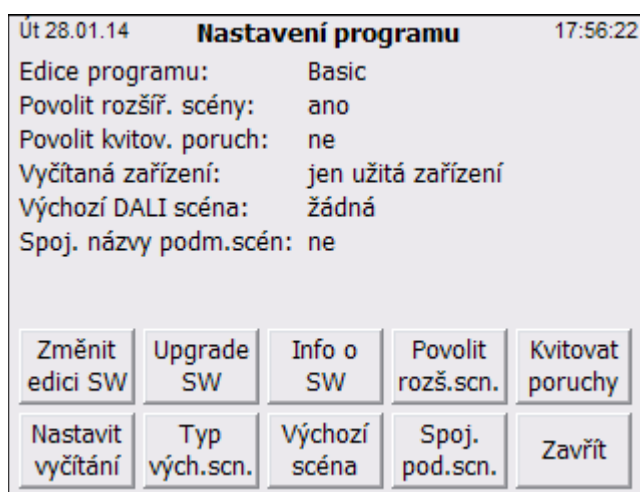 Út 28.01.14 Nastavení programu 17:56:22
Edice programu: Basic
Povolit rozšíř. scény: ano
Povolit kvitov. poruch: ne
Vyčítaná zařízení: jen užitá zařízení
Výchozí DALI scéna: žádná
Spoj. názvy podm.scén: ne
Změnit edici SW
Upgrade SW
Info o SW
Povolit rozš.scn.
Kvitovat poruchy
Nastavit vyčítání
Typ vých.scn.
Výchozí scéna
Spoj. pod.scn.
Zavřít